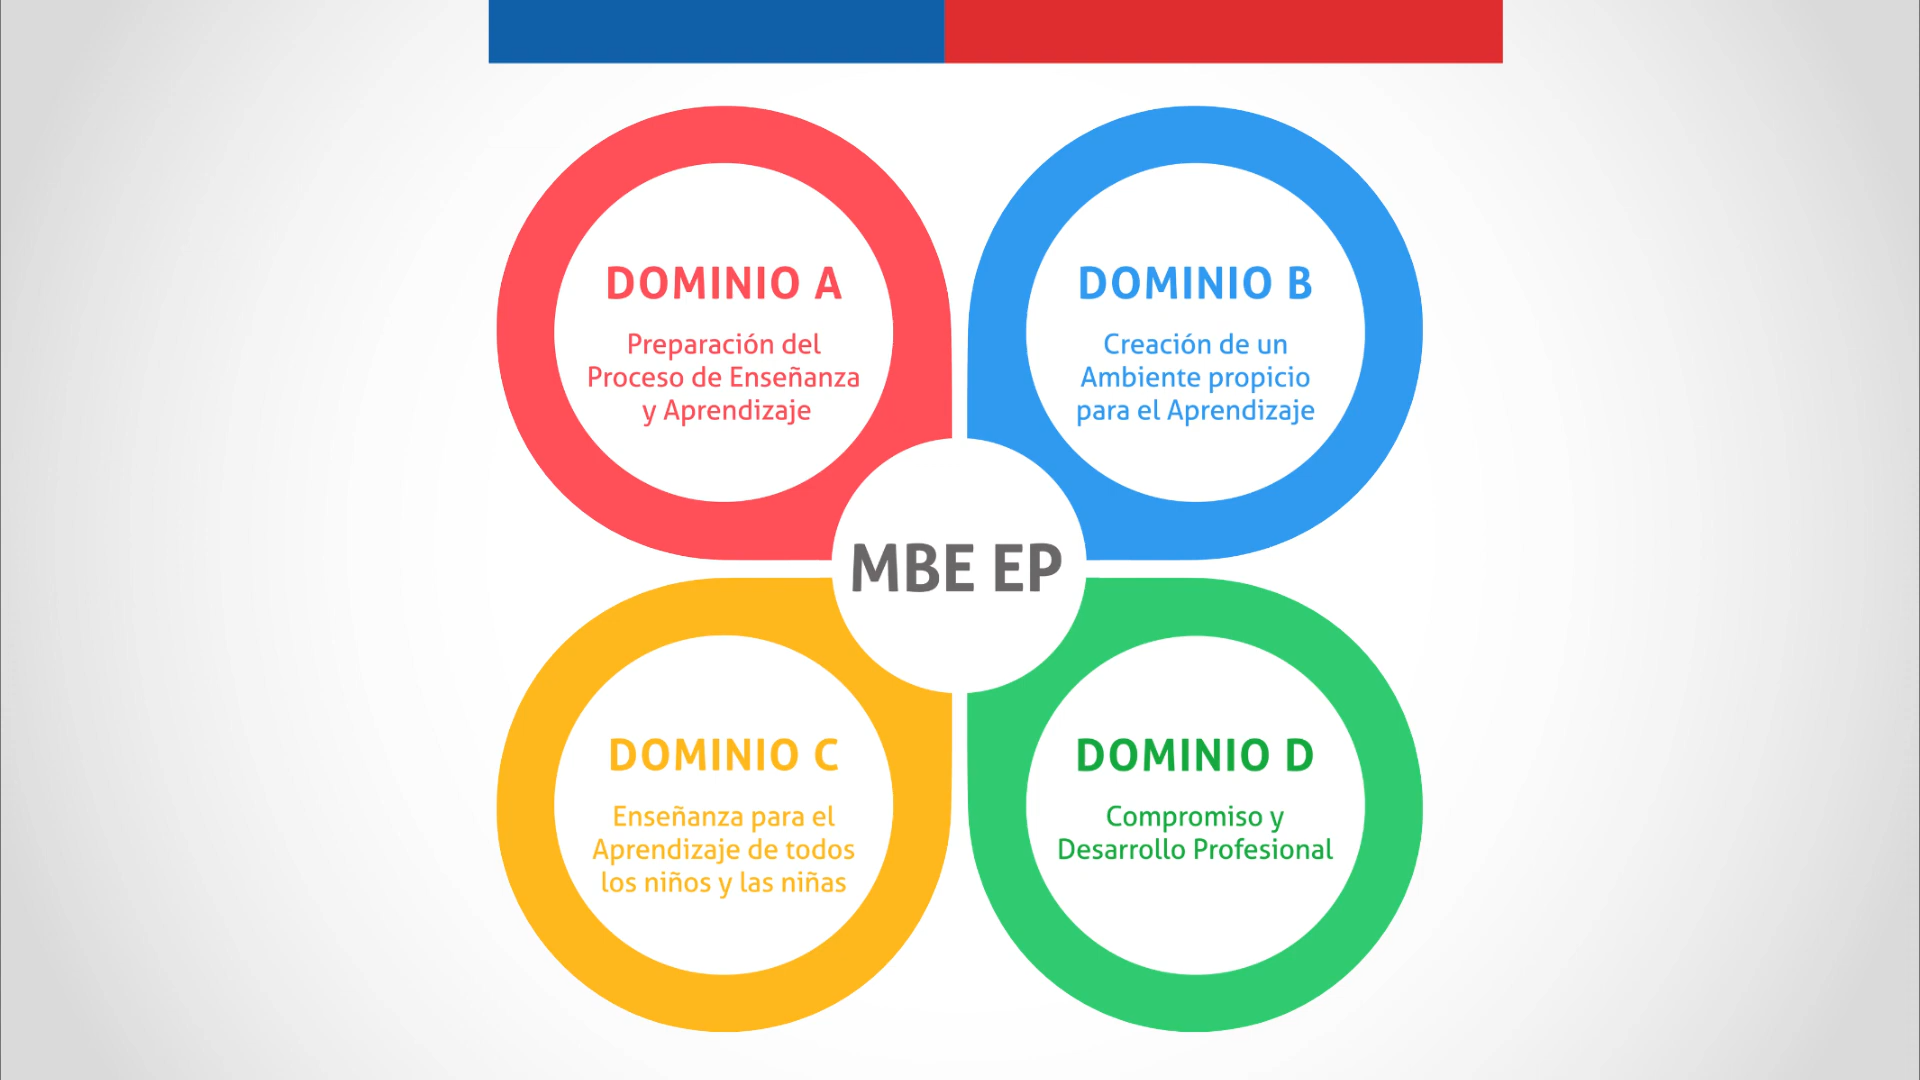 DOMINIO A
Preparación del
Proceso de Enseñanza
y Aprendizaje
DOMINIO B
Creación de un
Ambiente propicio
para el Aprendizaje
MBE EP
DOMINIO C
Enseñanza para el
Aprendizaje de todos
los niños y las niñas
DOMINIO D
Compromiso y
Desarrollo Profesional